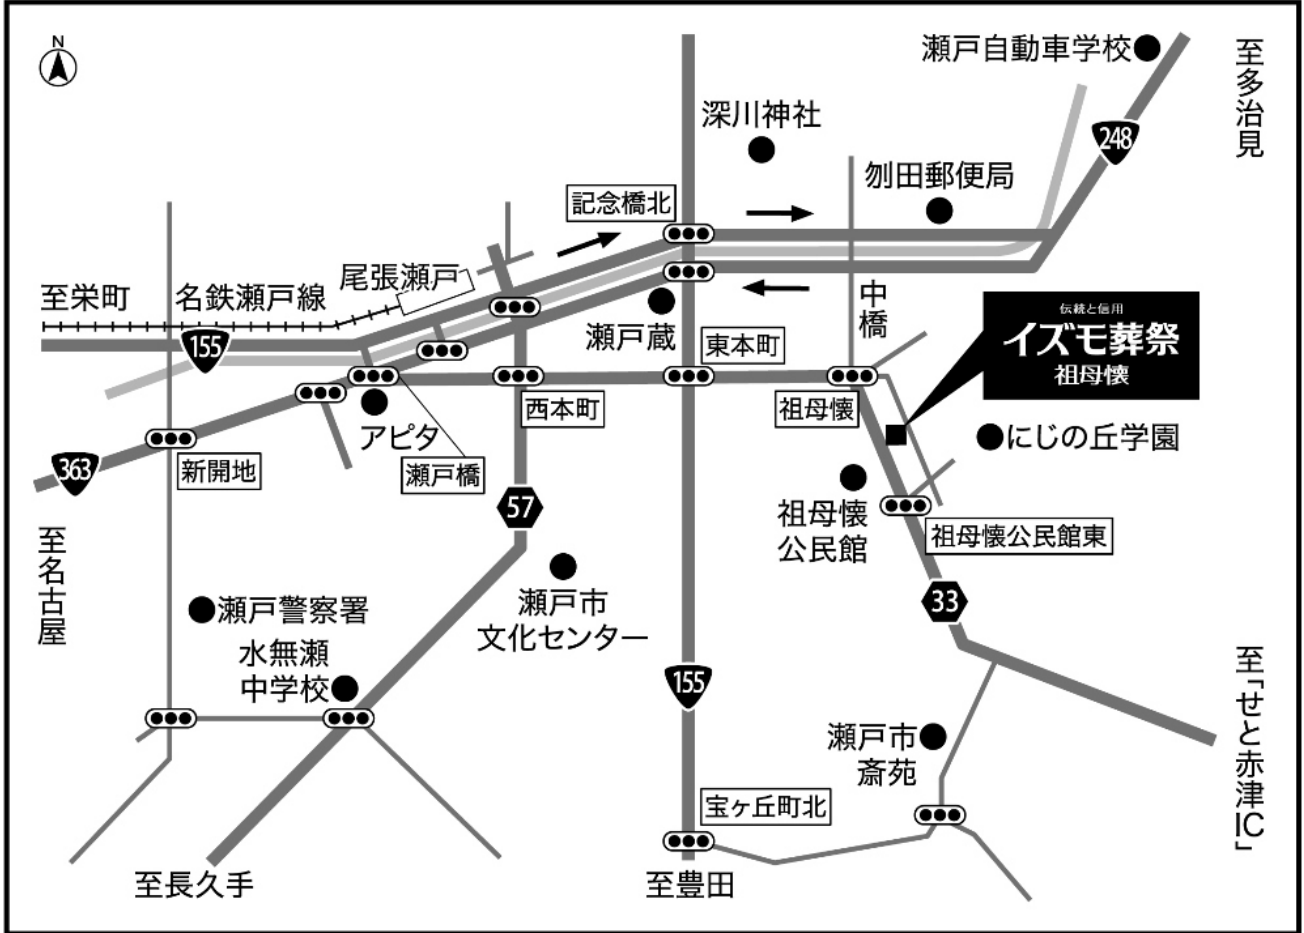 N
瀬戸自動車学校
至多治見
248
深川神社
刎田郵便局
記念橋北
尾張瀬戸
至栄町
名鉄瀬戸線
155
中橋
瀬戸蔵
東本町
伝統と信用
イズモ葬祭
祖母懐
西本町
祖母懐
アピタ
瀬戸橋
にじの丘学園
新開地
363
57
祖母懐
公民館
祖母懐公民館東
至名古屋
33
瀬戸市
文化センター
瀬戸警察署
水無瀬
中学校
155
至「せと赤津IC」
瀬戸市
斎苑
宝ヶ丘町北
至長久手
至豊田